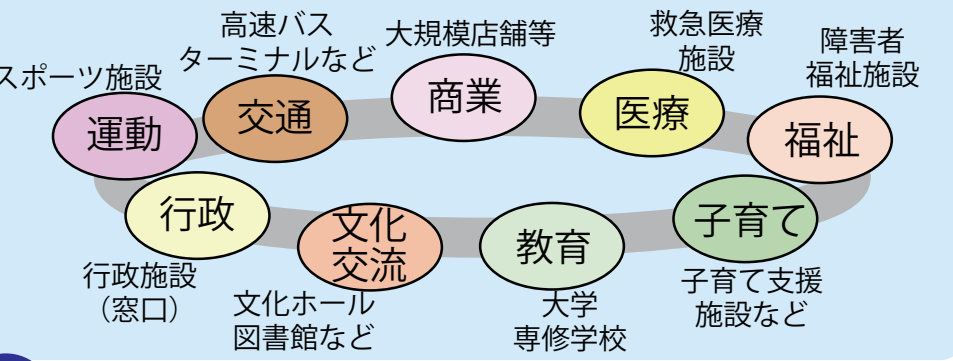 スポーツ施設
運動
高速バス
ターミナルなど
交通
大規模店舗等
商業
救急医療
施設
医療
障害者
福祉施設
福祉
行政
行政施設
（窓口）
文化
交流
文化ホール
図書館など
教育
大学
専修学校
子育て
子育て支援
施設など